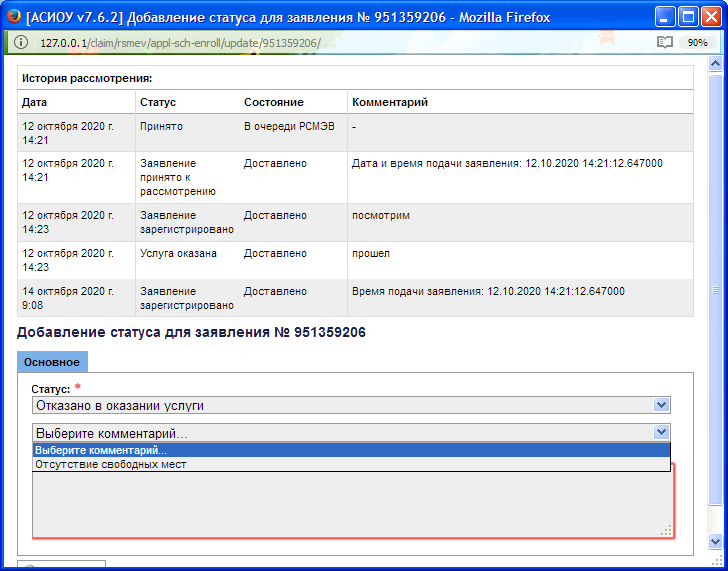 [АСИОУ v7.6.2] Добавление статуса для заявления № 951359206 - Mozilla Firefox
127.0.0.1/claim/rsmev/appl-sch-enroll/update/951359206/
90%
История рассмотрения:
Дата Статус Состояние Комментарий
12 октября 2020 г. 14:21 Принято В очереди РСМЭВ -
12 октября 2020 г. 14:21 Заявление принято к рассмотрению Доставлено Дата и время подачи заявления: 12.10.2020 14:21:12.647000
12 октября 2020 г. 14:23 Заявление зарегистрировано Доставлено посмотрим
12 октября 2020 г. 14:23 Услуга оказана Доставлено прошел
14 октября 2020 г. 9:08 Заявление зарегистрировано Доставлено Время подачи заявления: 12.10.2020 14:21:12.647000
Добавление статуса для заявления № 951359206
Основное
Статус: *
Отказано в оказании услуги
Выберите комментарий...
Выберите комментарий...
Отсутствие свободных мест